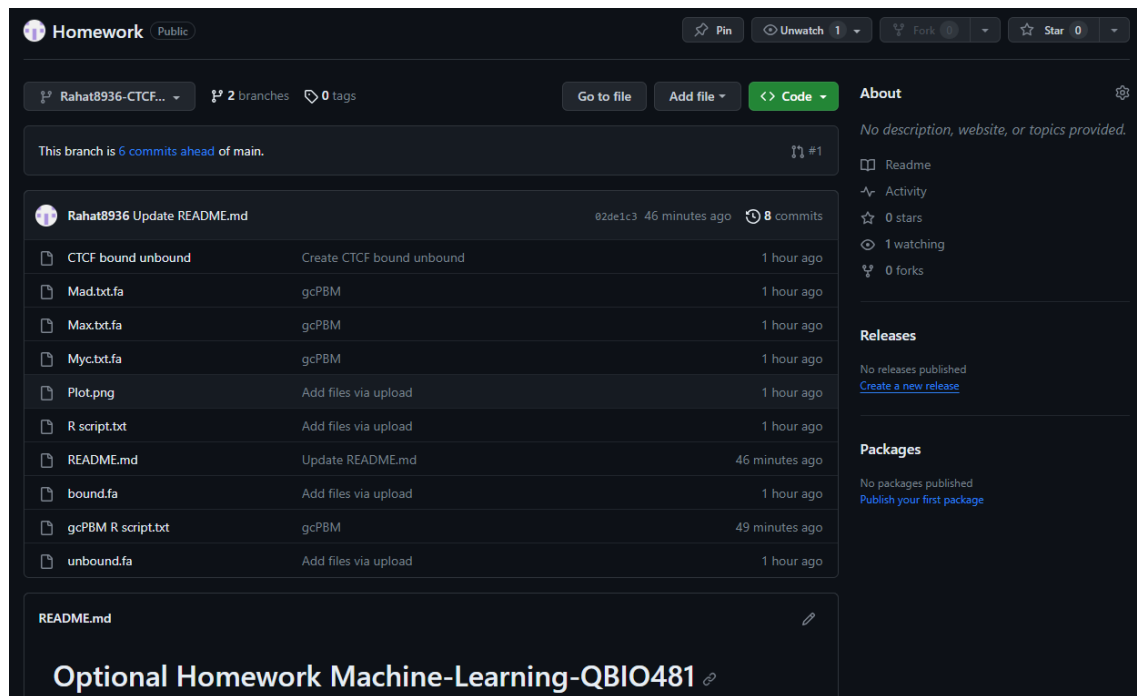 Homework Public Pin Unwatch 1 Fork 0 Star 0
Rahat8936-CTCF... 2 branches 0 tags Go to file Add file Code
This branch is 6 commits ahead of main. #1
Rahat8936 Update README.md 02de1c3 46 minutes ago 8 commits
CTCF bound unbound Create CTCF bound unbound 1 hour ago
Mad.txt.fa gcPBM 1 hour ago
Max.txt.fa gcPBM 1 hour ago
Myc.txt.fa gcPBM 1 hour ago
Plot.png Add files via upload 1 hour ago
R script.txt Add files via upload 1 hour ago
README.md Update README.md 46 minutes ago
bound.fa Add files via upload 1 hour ago
gcPBM R script.txt gcPBM 49 minutes ago
unbound.fa Add files via upload 1 hour ago
README.md
Optional Homework Machine-Learning-QBIO481
About
No description, website, or topics provided.
Readme
Activity
0 stars
1 watching
0 forks
Releases
No releases published
Create a new release
Packages
No packages published
Publish your first package